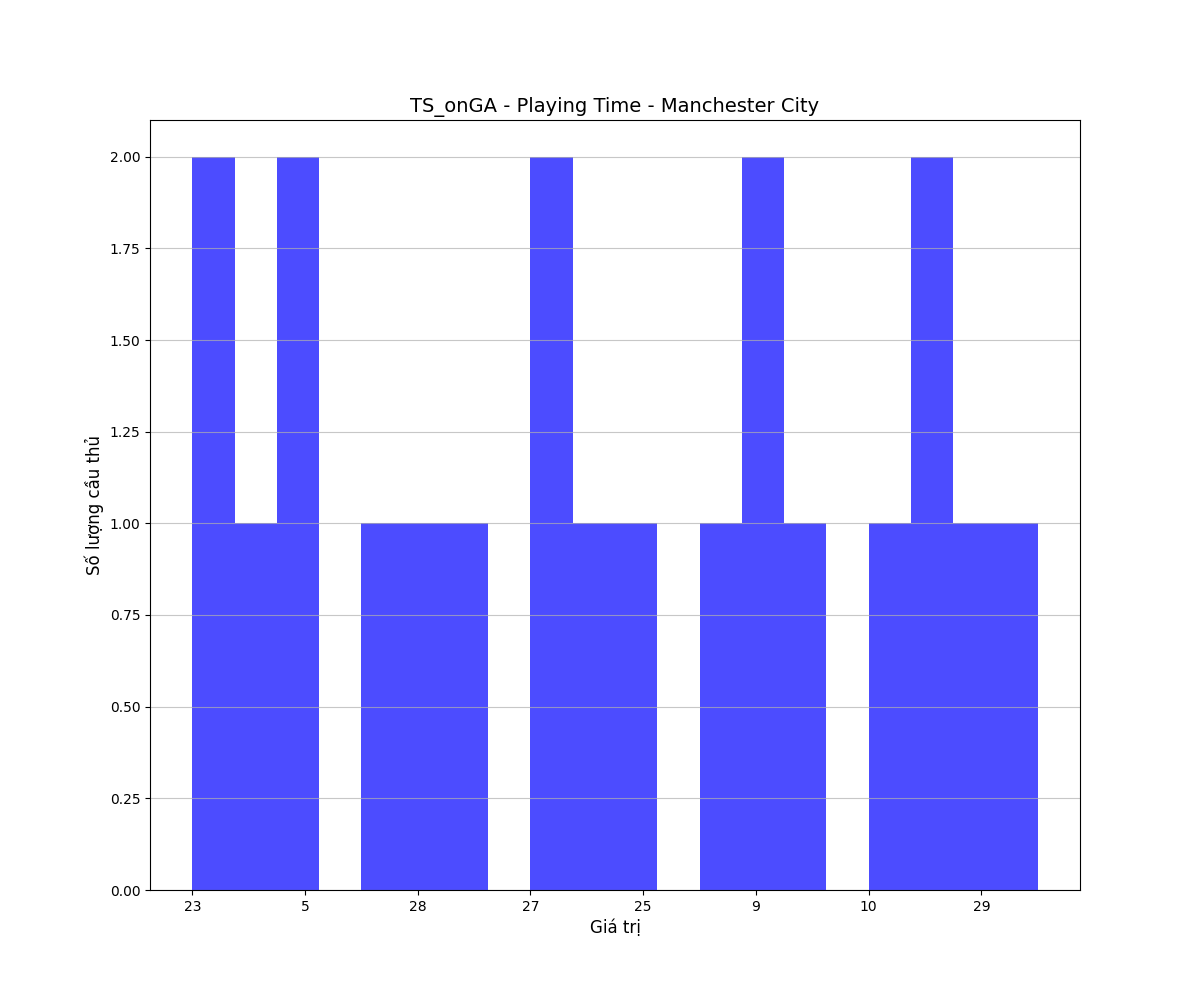 TS_onGA - Playing Time - Manchester City
Số lượng cầu thủ
2.00
1.75
1.50
1.25
1.00
0.75
0.50
0.25
0.00
23 5 28 27 25 9 10 29
Giá trị